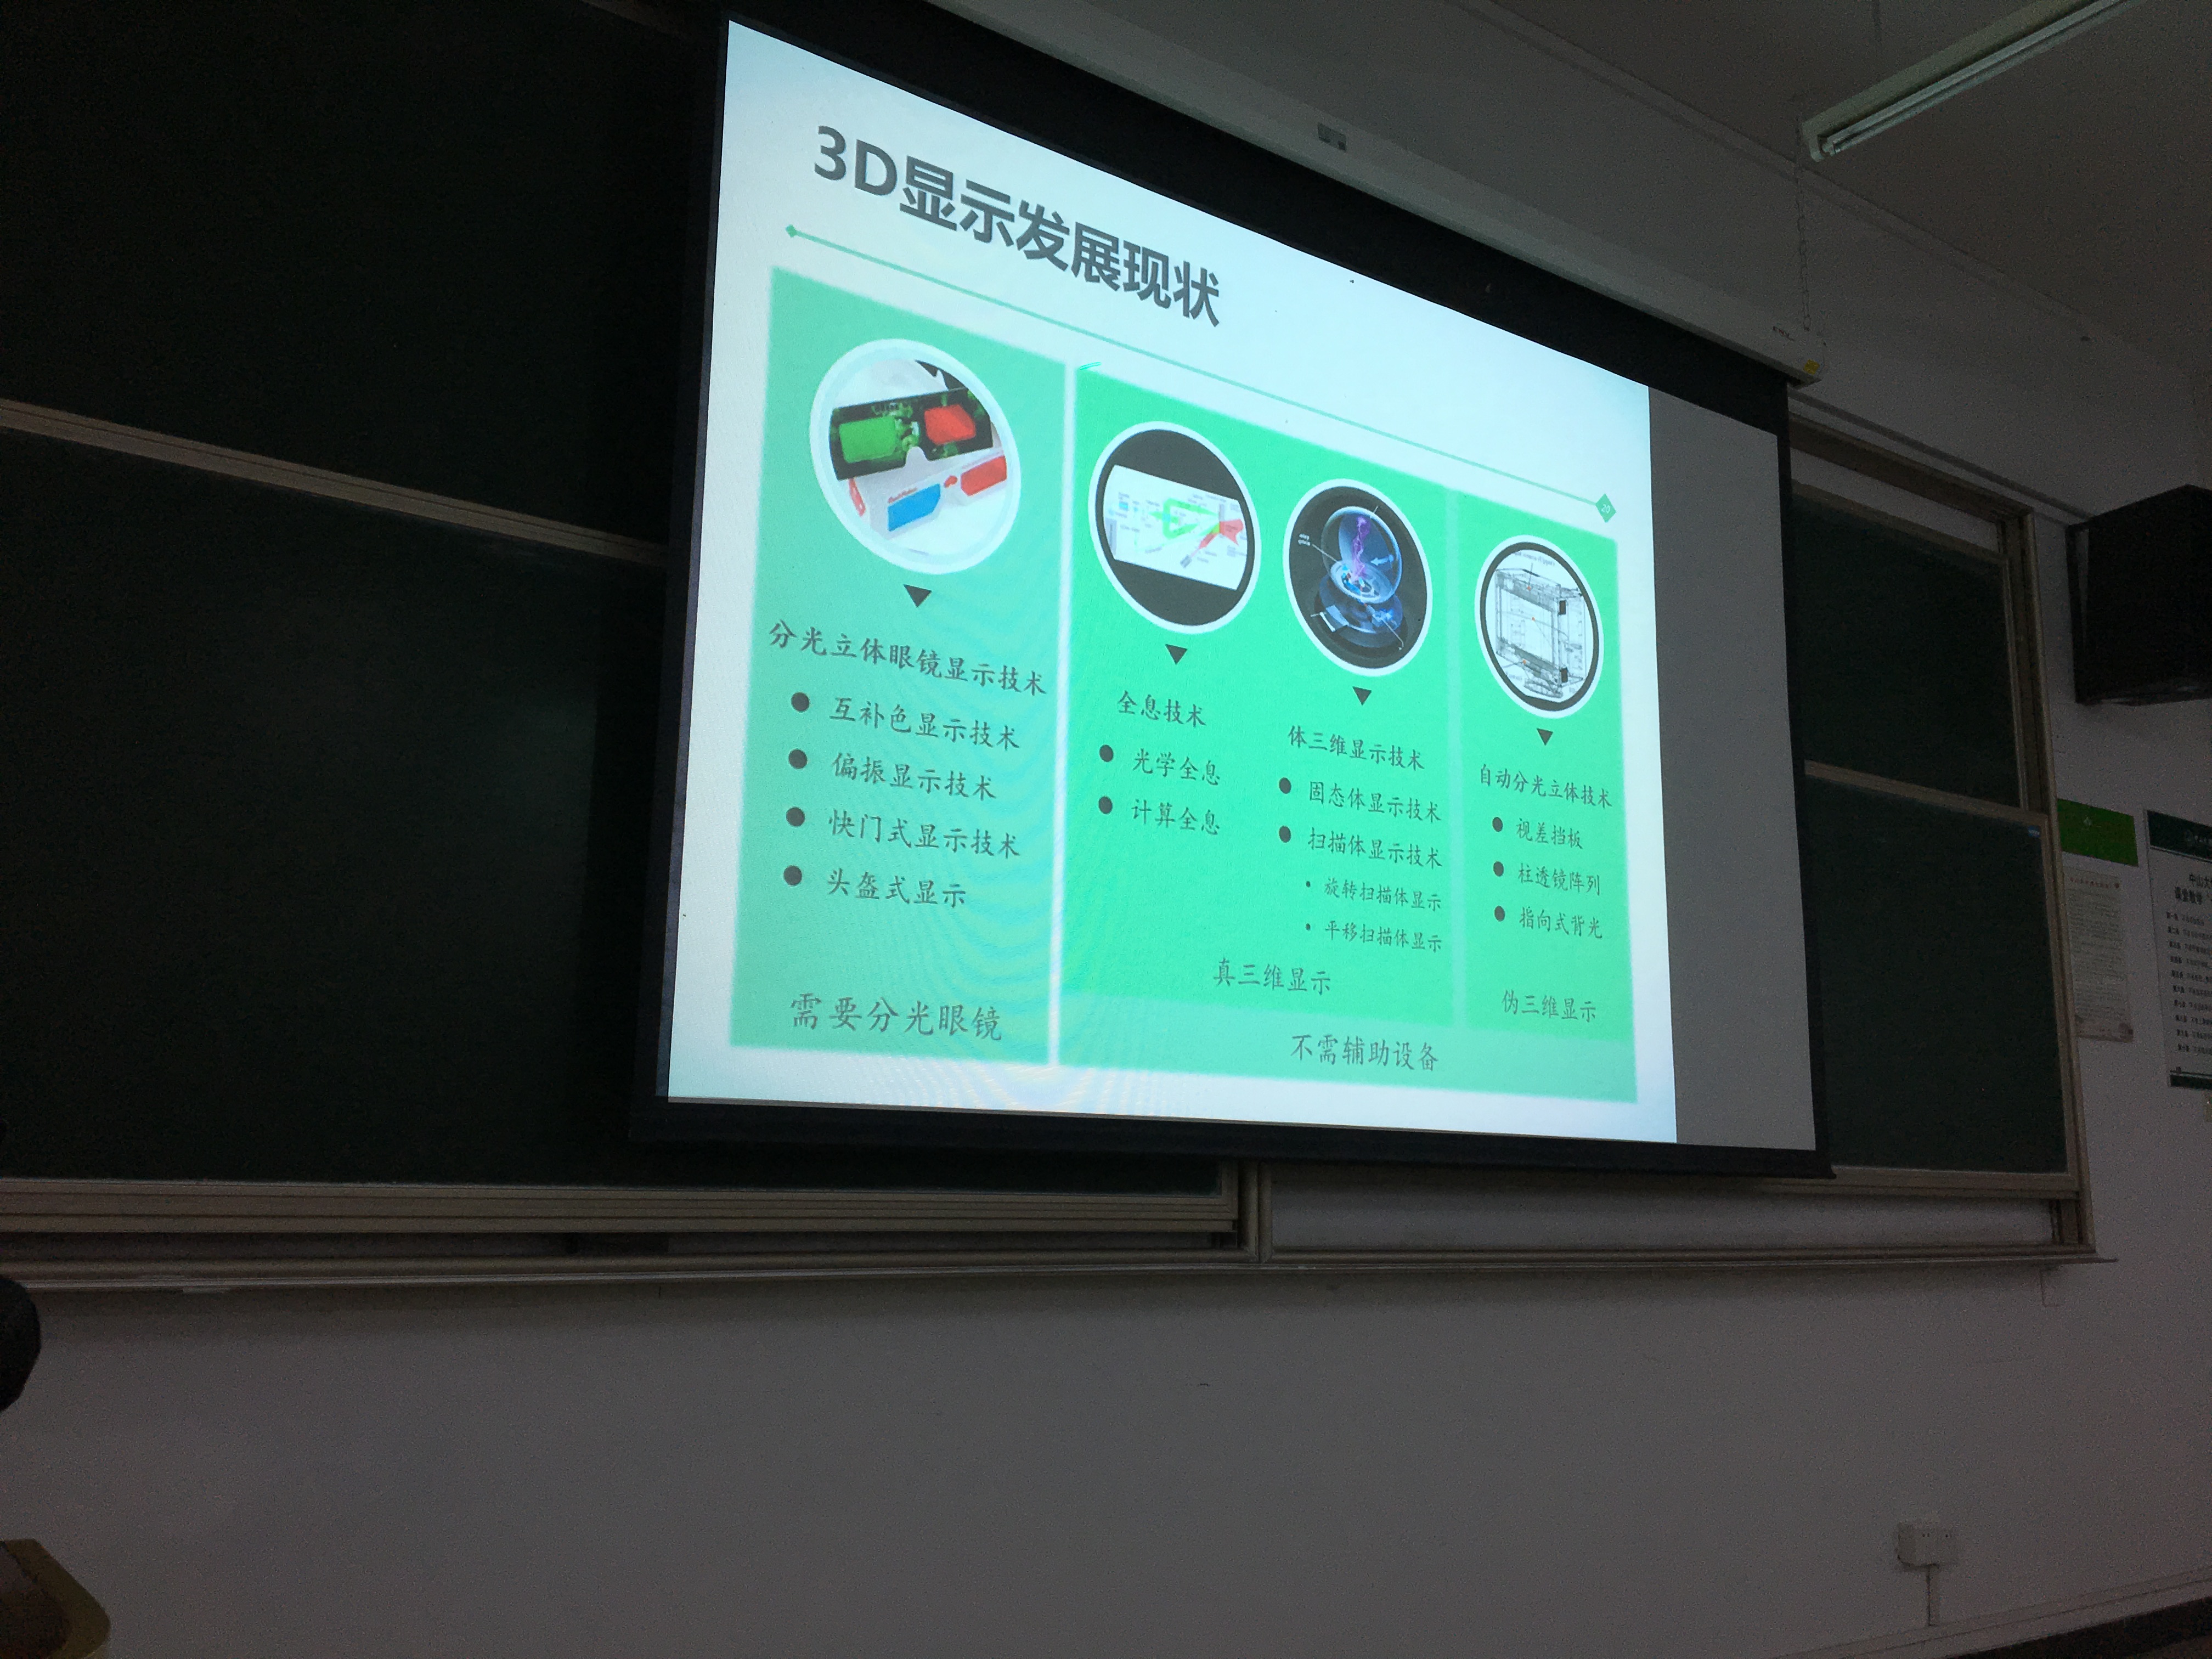 3D显示发展现状
分光立体眼镜显示技术
互补色显示技术
偏振显示技术
快门式显示技术
头盔式显示
需要分光眼镜
全息技术
光学全息
计算全息
体三维显示技术
固态体显示技术
扫描体显示技术
旋转扫描体显示
平移扫描体显示
真三维显示
自动分光立体技术
视差挡板
柱透镜阵列
指向式背光
伪三维显示
不需辅助设备
中山大